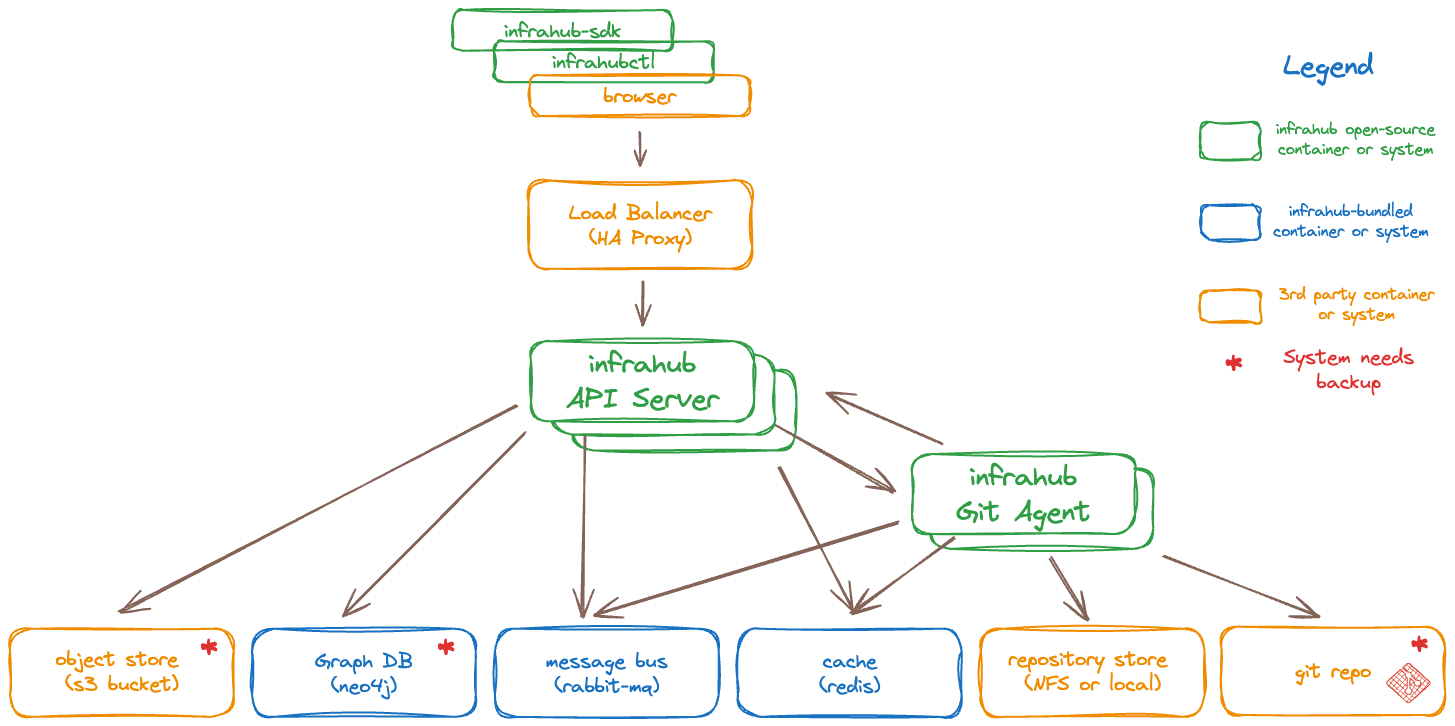 infrahub-sdk
infrahubctl
browser
Load Balancer
(HA Proxy)
infrahub
API Server
infrahub
Git Agent
object store
(s3 bucket)
*
Graph DB
(neo4j)
*
message bus
(rabbit-mq)
cache
(redis)
repository store
(NFS or local)
git repo
*
Legend
infrahub open-source
container or system
infrahub-bundled
container or system
3rd party container
or system
* System needs
backup